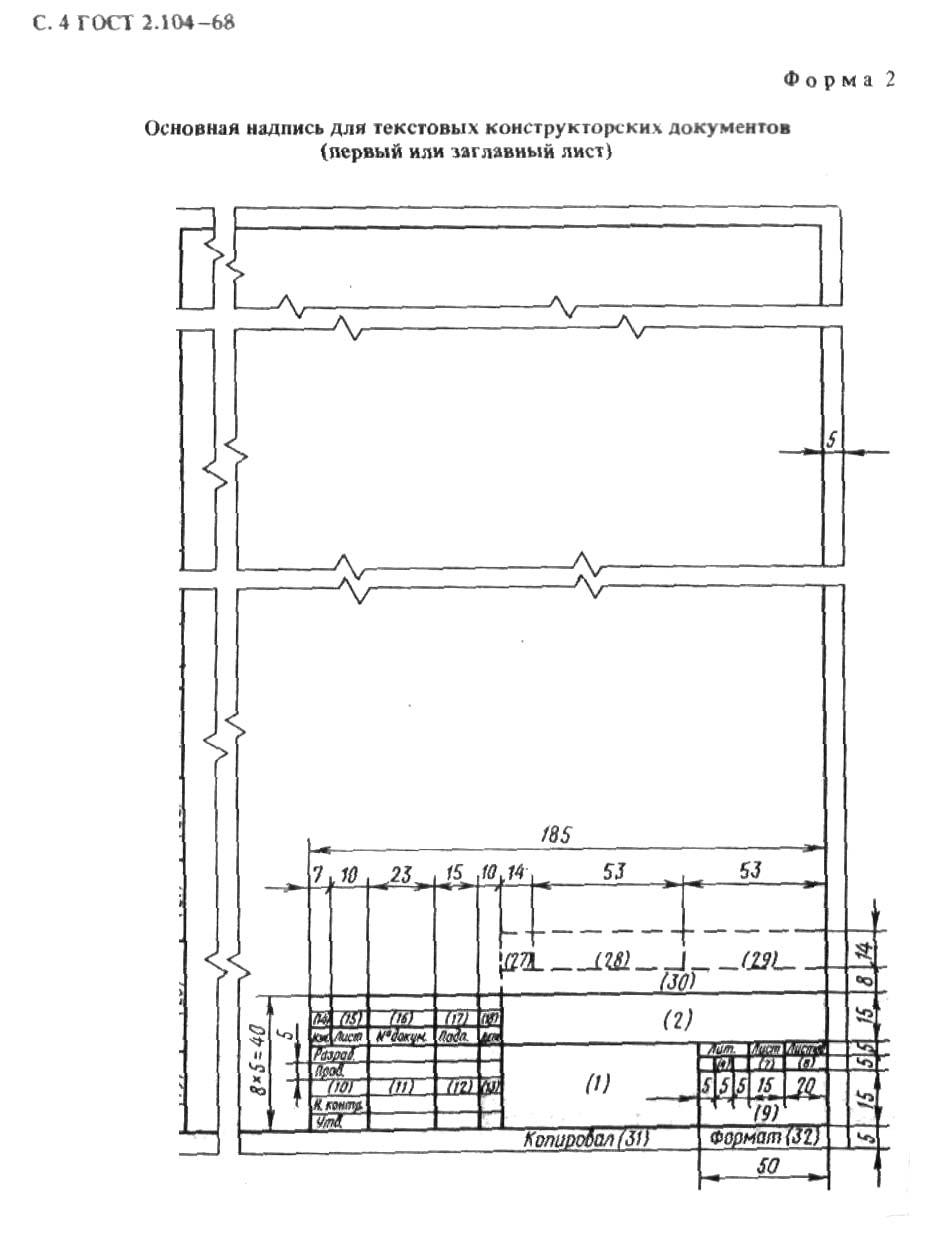 С. 4 ГОСТ 2.104–68
Форма 2
Основная надпись для текстовых конструкторских документов
(первый или заглавный лист)
5
185
7 10 23 15 10 14 53 53
14
(27) (28) (29)
8
(30)
15
(2)
(14) (15) (16) (17) (18)
Изм. Лист № докум. Подп. Дата
5
8×5=40
Разраб.
Пров.
(10) (11) (12) (13)
Н. контр.
Утв.
(1)
Лит. Лист Листов
(4) (7) (8)
5 5 5 15 20
(9)
5
5
15
5
Копировал (31) Формат (32)
50